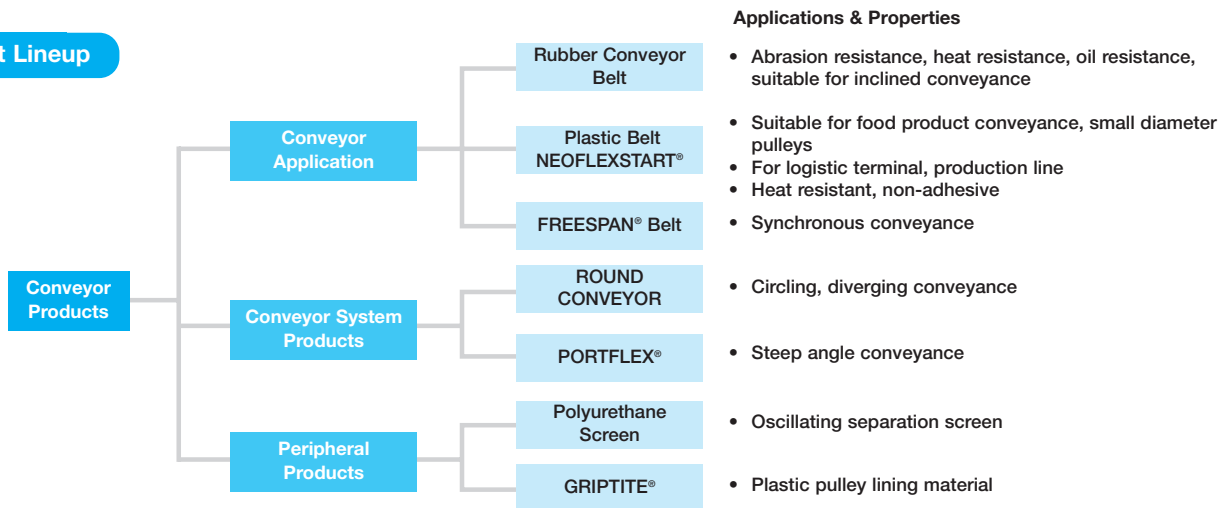 t Lineup
Applications & Properties
Rubber Conveyor
Belt
• Abrasion resistance, heat resistance, oil resistance,
suitable for inclined conveyance
Conveyor
Application
Plastic Belt
NEOFLEXSTART®
• Suitable for food product conveyance, small diameter
pulleys
• For logistic terminal, production line
• Heat resistant, non-adhesive
FREESPAN® Belt
• Synchronous conveyance
Conveyor
Products
Conveyor System
Products
ROUND
CONVEYOR
• Circling, diverging conveyance
PORTFLEX®
• Steep angle conveyance
Peripheral
Products
Polyurethane
Screen
• Oscillating separation screen
GRIPTITE®
• Plastic pulley lining material